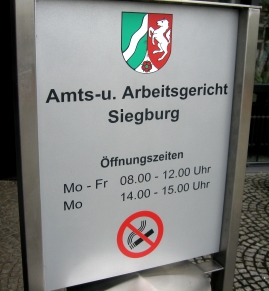 Amts-u. Arbeitsgericht
Siegburg
Öffnungszeiten
Mo - Fr 08.00 - 12.00 Uhr
Mo 14.00 - 15.00 Uhr